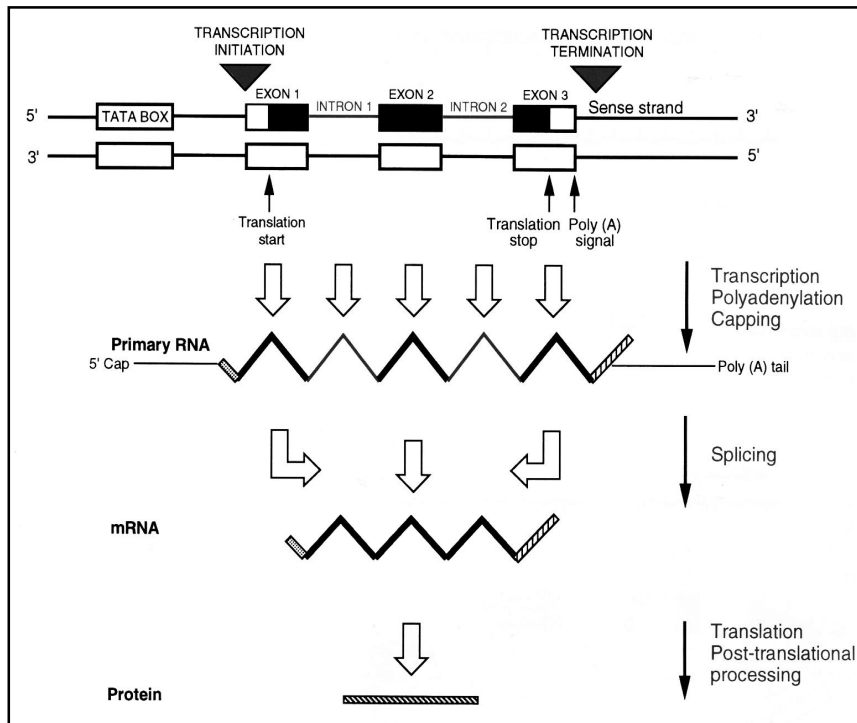 TRANSCRIPTION
INITIATION
TRANSCRIPTION
TERMINATION
EXON 1
INTRON 1
EXON 2
INTRON 2
EXON 3
Sense strand
5'
TATA BOX
3'
3'
5'
Translation
start
Translation
stop
Poly (A)
signal
Transcription
Polyadenylation
Capping
Primary RNA
5' Cap
Poly (A) tail
Splicing
mRNA
Translation
Post-translational
processing
Protein